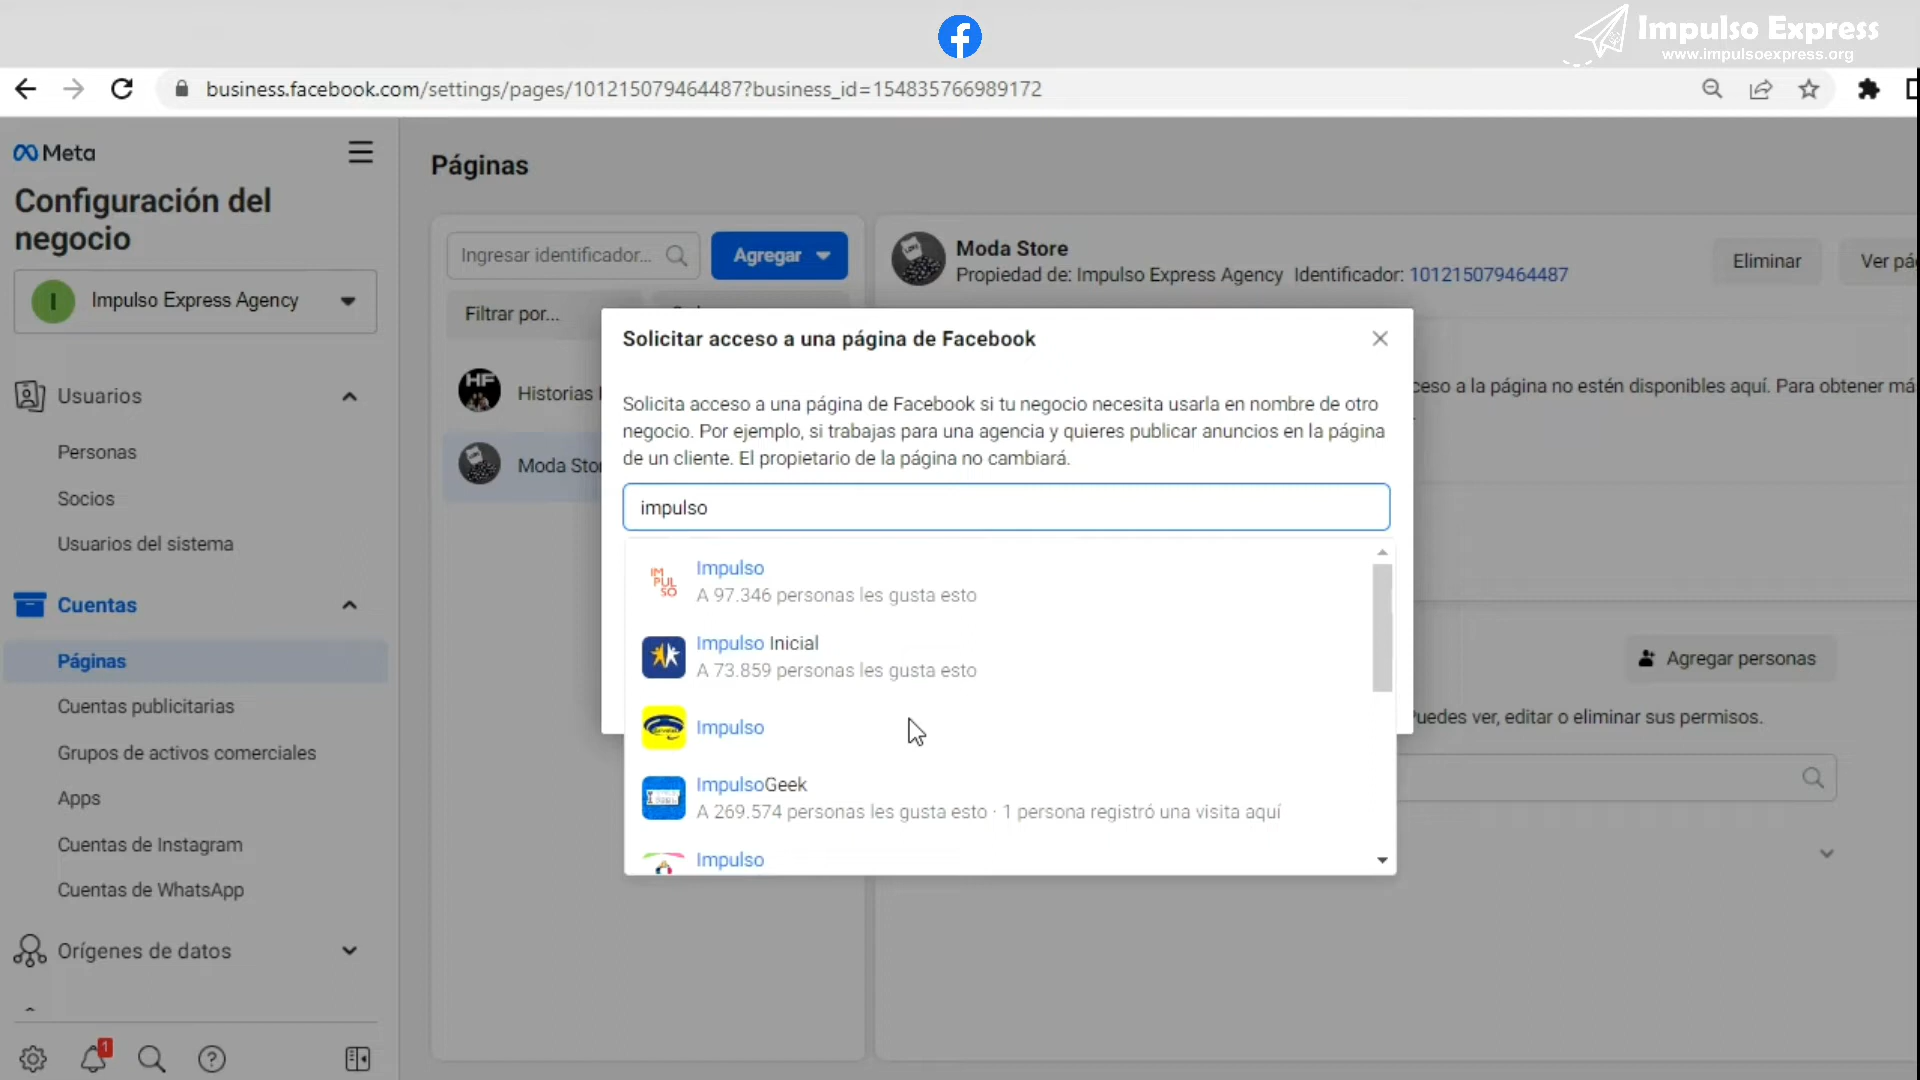 Impulso Express
www.impulsoexpress.org
business.facebook.com/settings/pages/101215079464487?business_id=154835766989172
Meta
Configuración del
negocio
I
Impulso Express Agency
Usuarios
Personas
Socios
Usuarios del sistema
Cuentas
Páginas
Cuentas publicitarias
Grupos de activos comerciales
Apps
Cuentas de Instagram
Cuentas de WhatsApp
Orígenes de datos
1
Páginas
Ingresar identificador...
Agregar
Filtrar por...
HF
Historias
Moda Stor
Moda Store
Propiedad de: Impulso Express Agency Identificador: 101215079464487
Eliminar
Ver pá
ceso a la página no estén disponibles aquí. Para obtener má
Agregar personas
Puedes ver, editar o eliminar sus permisos.
Solicitar acceso a una página de Facebook
Solicita acceso a una página de Facebook si tu negocio necesita usarla en nombre de otro
negocio. Por ejemplo, si trabajas para una agencia y quieres publicar anuncios en la página
de un cliente. El propietario de la página no cambiará.
impulso
IM
PUL
SO
Impulso
A 97.346 personas les gusta esto
Impulso Inicial
A 73.859 personas les gusta esto
Impulso
ImpulsoGeek
A 269.574 personas les gusta esto · 1 persona registró una visita aquí
Impulso